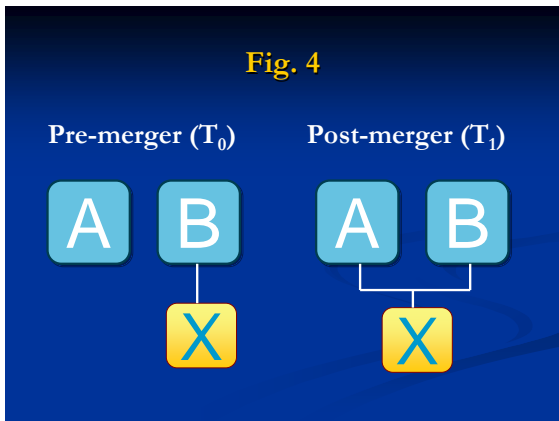 Fig. 4
Pre-merger (T₀) Post-merger (T₁)
A B A B
X X